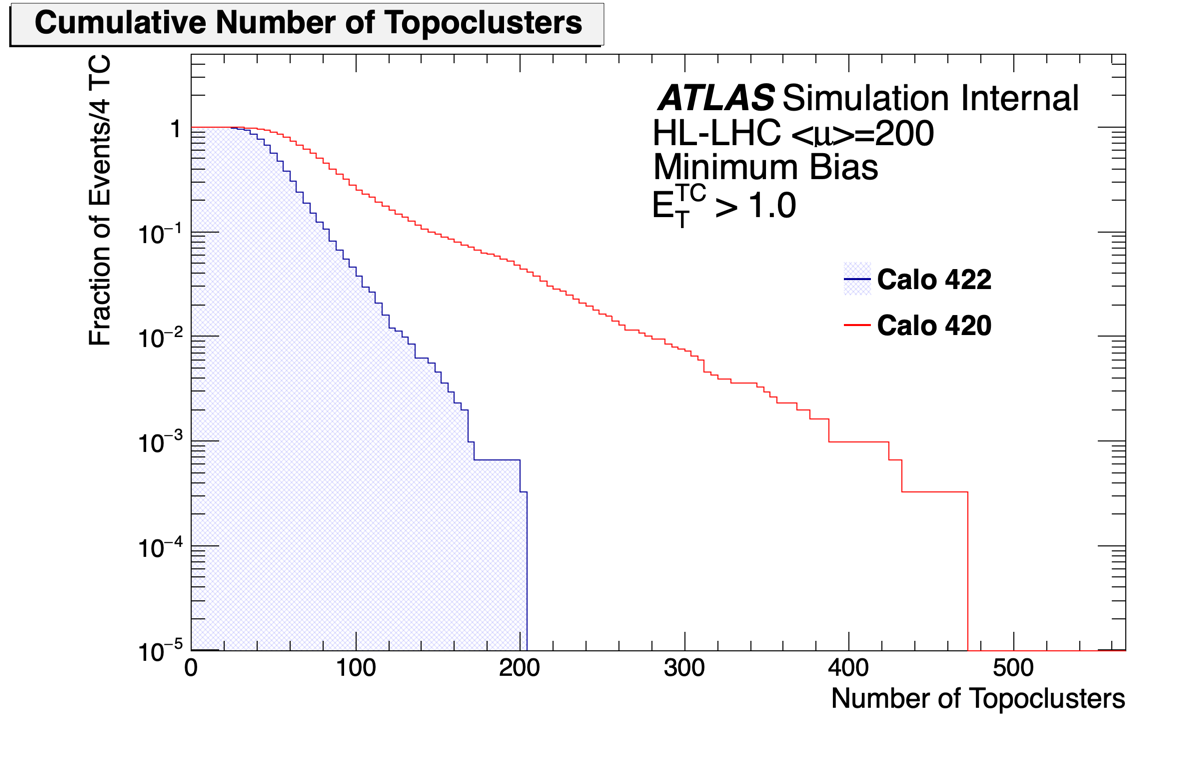 Cumulative Number of Topoclusters
Fraction of Events/4 TC
ATLAS Simulation Internal
HL-LHC <μ>=200
Minimum Bias
E_T^TC > 1.0
Calo 422
Calo 420
1
10^−1
10^−2
10^−3
10^−4
10^−5
0 100 200 300 400 500
Number of Topoclusters